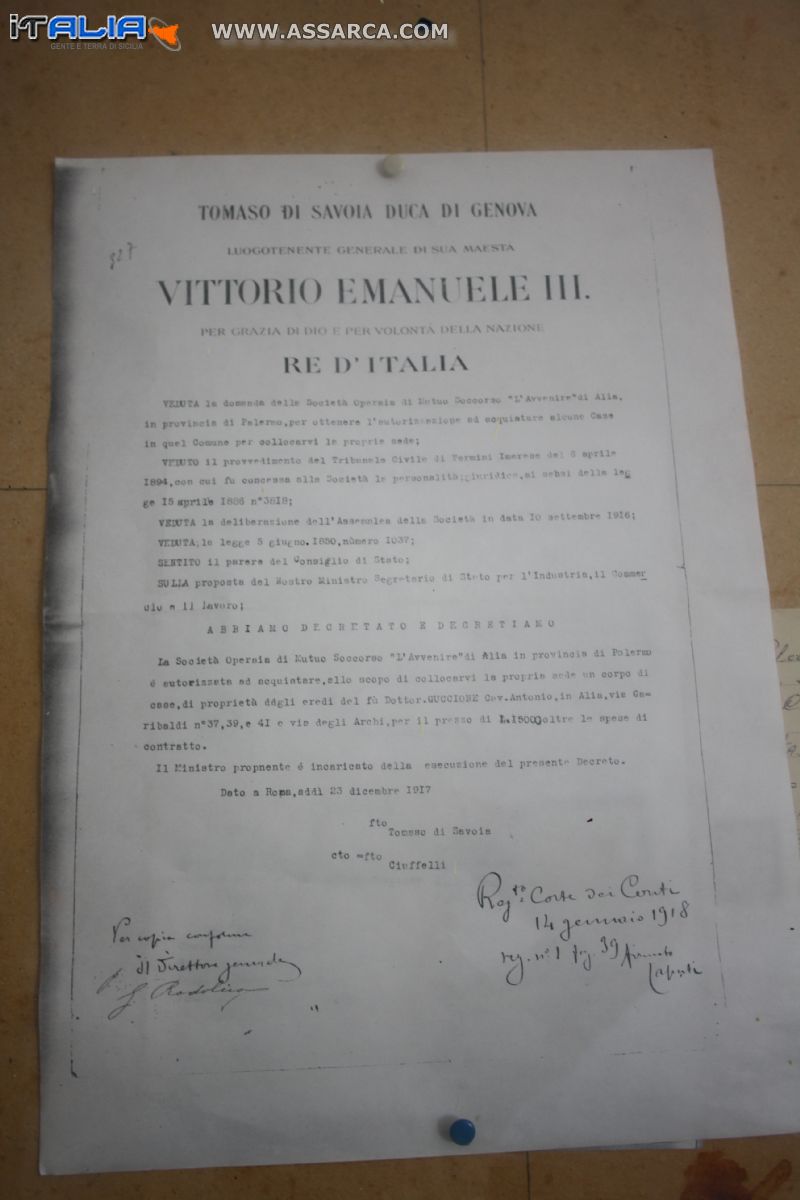 iTALIA
GENTE E TERRA DI SICILIA
WWW.ASSARCA.COM
TOMASO DI SAVOIA DUCA DI GENOVA
327
LUOGOTENENTE GENERALE DI SUA MAESTA
VITTORIO EMANUELE III.
PER GRAZIA DI DIO E PER VOLONTA DELLA NAZIONE
RE D'ITALIA
VEDUTA la domanda della Società Operaia di Mutuo Soccorso "L'Avvenire"di Alia,
in provincia di Palermo,per ottenere l'autorizzazione ad acquistare alcune Case
in quel Comune per collocarvi la propria sede;
VEDUTO il provvedimento del Tribunale Civile di Termini Imerese del 6 aprile
1894,con cui fu concessa alla Società la personalità;giuridica,ai sensi della leg
ge 15 aprile 1886 n°3818;
VEDUTA la deliberazione dell'Assemblea della Società in data 10 settembre 1916;
VEDUTA;la legge 5 giugno.1850,número 1037;
SENTITO il parere del Consiglio di Stato;
SULLA proposta del Nostro Ministro Segretario di Stato per l'Industria,il Commer
cio e il Lavoro;
ABBIAMO DECRETATO E DECRETIAMO
La Società Operaia di Mutuo Soccorso "L'Avvenire"di Alia in provincia di Palermo
é autorizzata ad acquistare,allo scopo di collocarvi la propria sede un corpo di
case,di proprietà ddgli eredi del fù Dottor.GUCCIONE Cav.Antonio,in Alia,via Ga-
ribaldi n°37,39,e 41 e via degli Archi,per il prezzo di L.15000,oltre le spese di
contratto.
Il Ministro propnente é incaricato della esecuzione del presente Decreto.
Dato a Roma,addì 23 dicembre 1917
fto
Tomaso di Savoia
cto =fto
Ciuffelli
Regto Corte dei Conti
14 gennaio 1918
reg. n° 1 fog. 39
Per copia conforme
Il Direttore generale